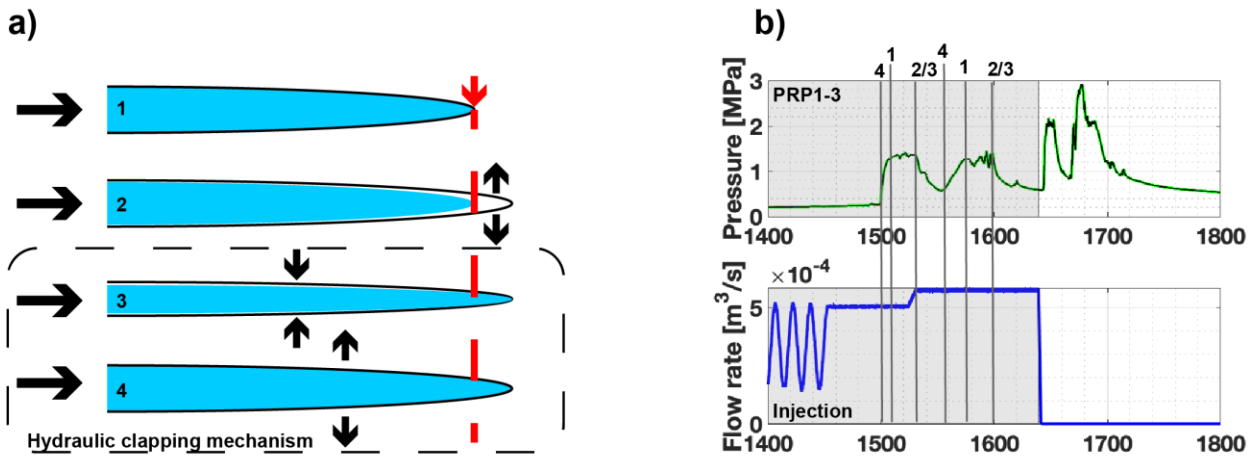 a)
1
2
3
4
Hydraulic clapping mechanism
b)
4 1 2/3 4 1 2/3
PRP1-3
Pressure [MPa]
3
2
1
0
1400 1500 1600 1700 1800
×10⁻⁴
Flow rate [m³/s]
5
0
Injection
1400 1500 1600 1700 1800